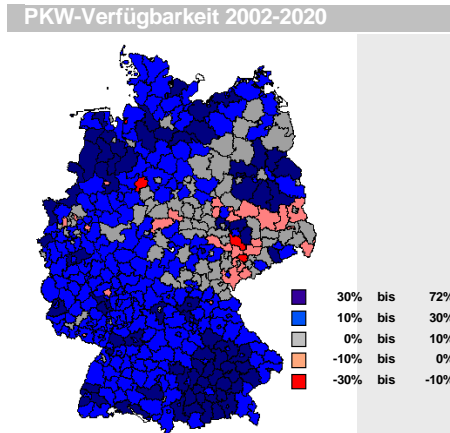 PKW-Verfügbarkeit 2002-2020
30% bis 72%
10% bis 30%
0% bis 10%
-10% bis 0%
-30% bis -10%